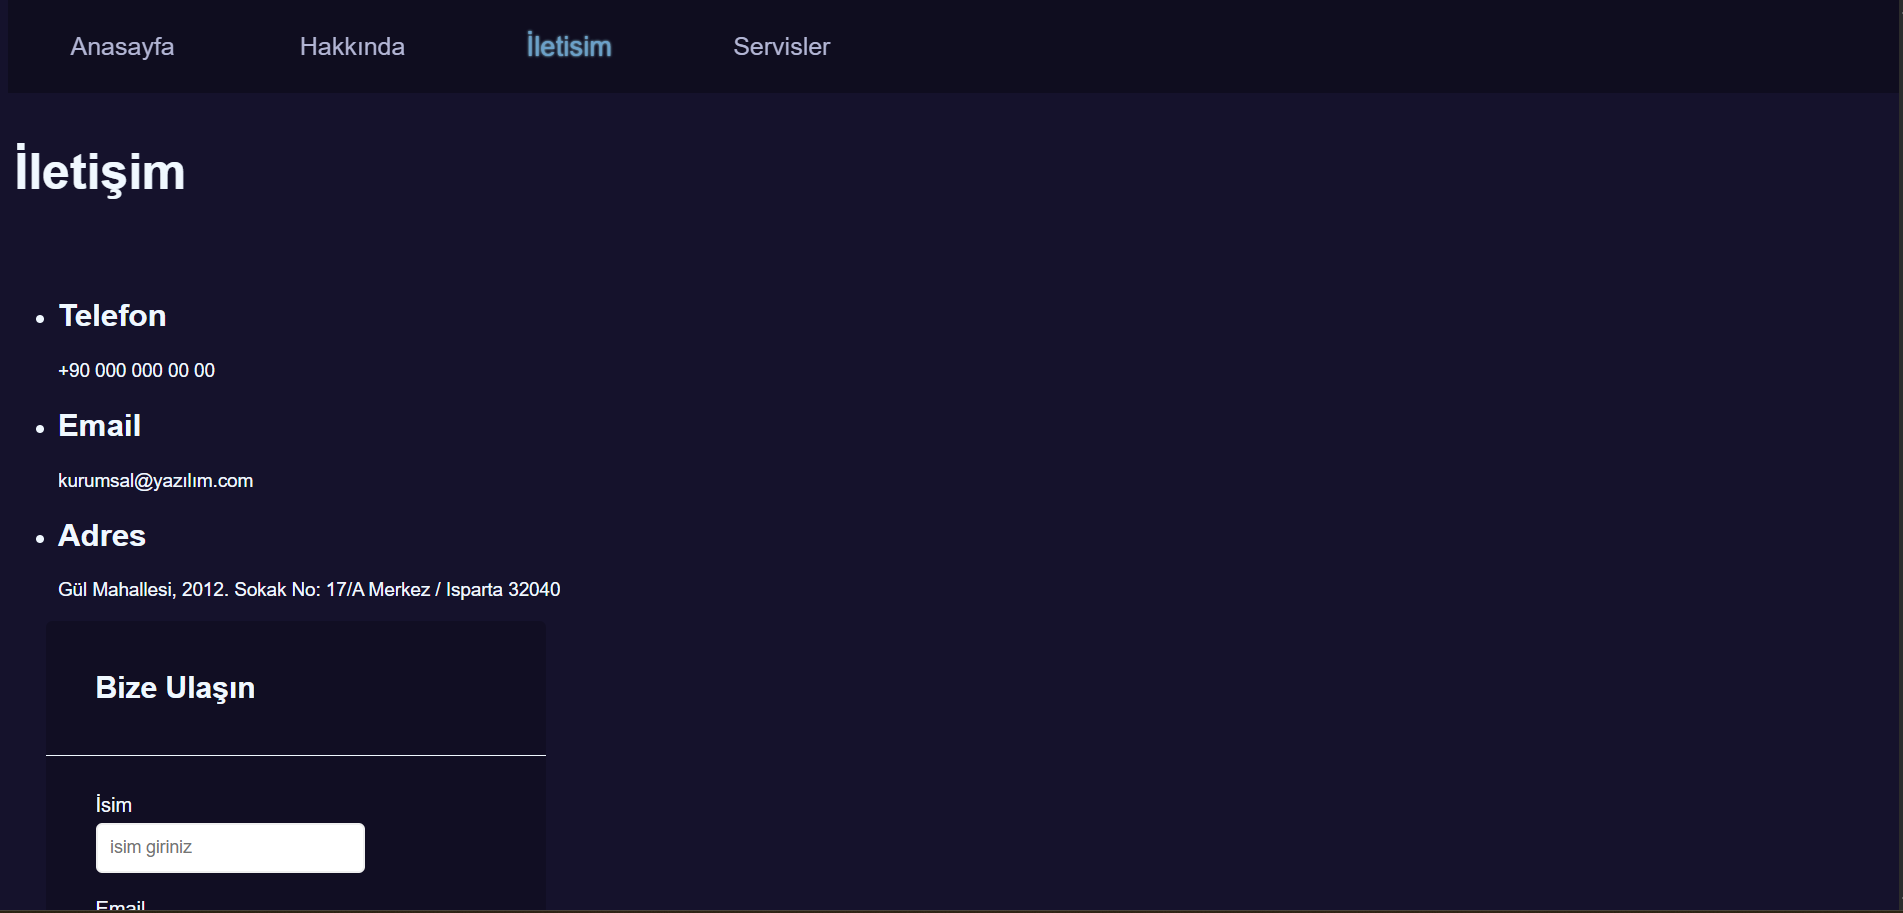 Anasayfa Hakkında İletisim Servisler
İletişim
Telefon
+90 000 000 00 00
Email
kurumsal@yazılım.com
Adres
Gül Mahallesi, 2012. Sokak No: 17/A Merkez / Isparta 32040
Bize Ulaşın
İsim
isim giriniz
Email